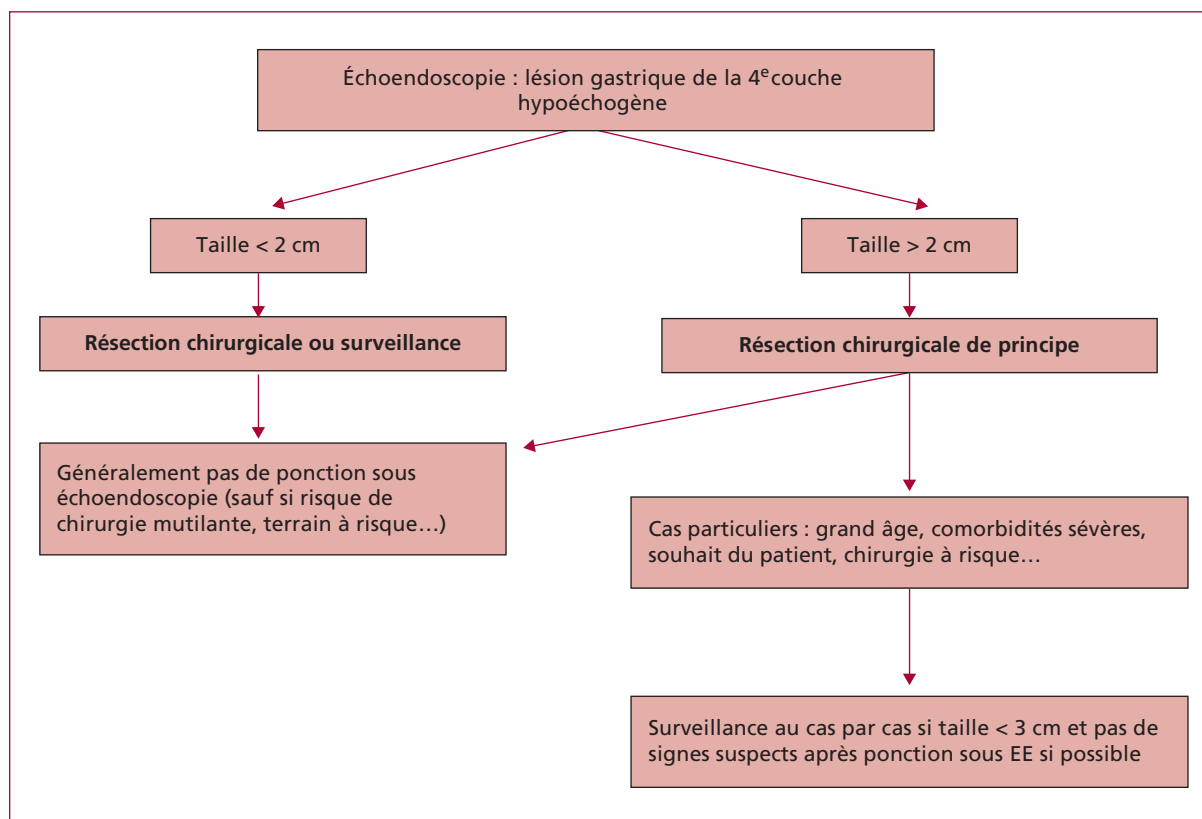 Échoendoscopie : lésion gastrique de la 4e couche
hypoéchogène
Taille < 2 cm
Taille > 2 cm
Résection chirurgicale ou surveillance
Résection chirurgicale de principe
Généralement pas de ponction sous
échoendoscopie (sauf si risque de
chirurgie mutilante, terrain à risque…)
Cas particuliers : grand âge, comorbidités sévères,
souhait du patient, chirurgie à risque…
Surveillance au cas par cas si taille < 3 cm et pas de
signes suspects après ponction sous EE si possible